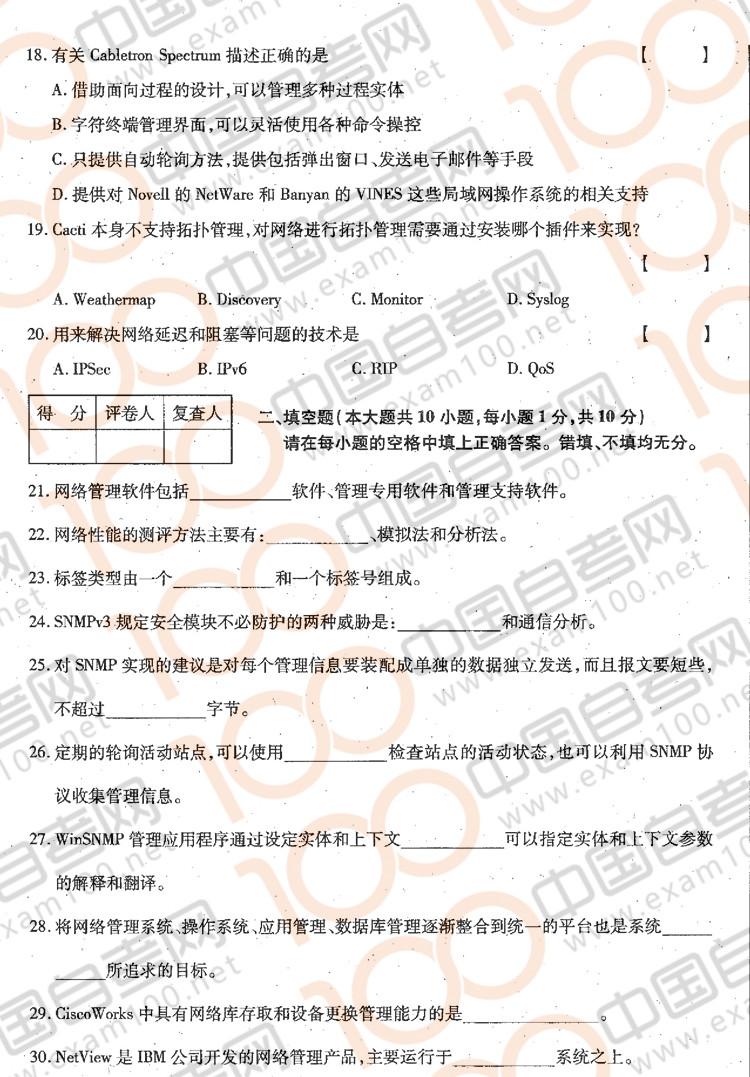 18. 有关 Cabletron Spectrum 描述正确的是 【 】
A. 借助面向过程的设计,可以管理多种过程实体
B. 字符终端管理界面,可以灵活使用各种命令操控
C. 只提供自动轮询方法,提供包括弹出窗口、发送电子邮件等手段
D. 提供对 Novell 的 NetWare 和 Banyan 的 VINES 这些局域网操作系统的相关支持
19. Cacti 本身不支持拓扑管理,对网络进行拓扑管理需要通过安装哪个插件来实现?
【 】
A. Weathermap B. Discovery C. Monitor D. Syslog
20. 用来解决网络延迟和阻塞等问题的技术是 【 】
A. IPSec B. IPv6 C. RIP D. QoS
得 分 评卷人 复查人
二、填空题(本大题共 10 小题,每小题 1 分,共 10 分)
请在每小题的空格中填上正确答案。错填、不填均无分。
21. 网络管理软件包括__________软件、管理专用软件和管理支持软件。
22. 网络性能的测评方法主要有:__________、模拟法和分析法。
23. 标签类型由一个__________和一个标签号组成。
24. SNMPv3 规定安全模块不必防护的两种威胁是:__________和通信分析。
25. 对 SNMP 实现的建议是对每个管理信息要装配成单独的数据独立发送,而且报文要短些,
不超过__________字节。
26. 定期的轮询活动站点,可以使用__________检查站点的活动状态,也可以利用 SNMP 协
议收集管理信息。
27. WinSNMP 管理应用程序通过设定实体和上下文__________可以指定实体和上下文参数
的解释和翻译。
28. 将网络管理系统、操作系统、应用管理、数据库管理逐渐整合到统一的平台也是系统_____
_____所追求的目标。
29. CiscoWorks 中具有网络库存取和设备更换管理能力的是__________。
30. NetView 是 IBM 公司开发的网络管理产品,主要运行于__________系统之上。
100
中国自考网
www.exam100.net